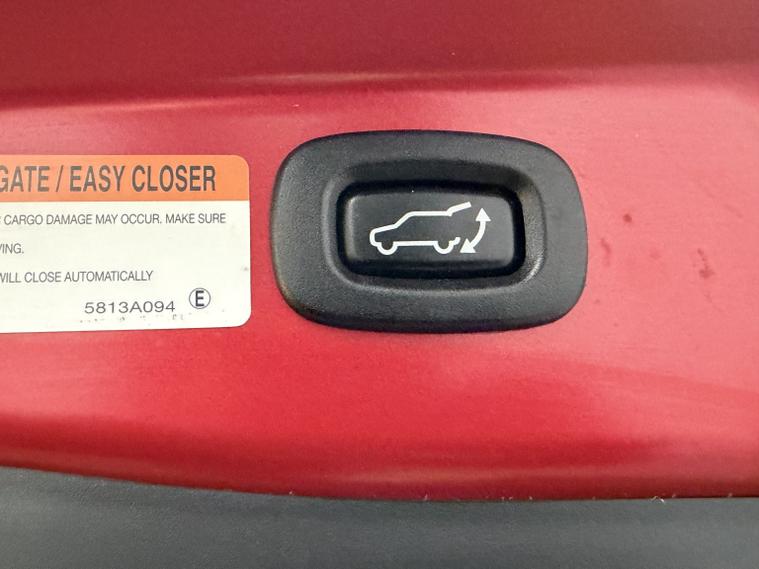 GATE / EASY CLOSER
CARGO DAMAGE MAY OCCUR. MAKE SURE
VING.
WILL CLOSE AUTOMATICALLY
5813A094 E